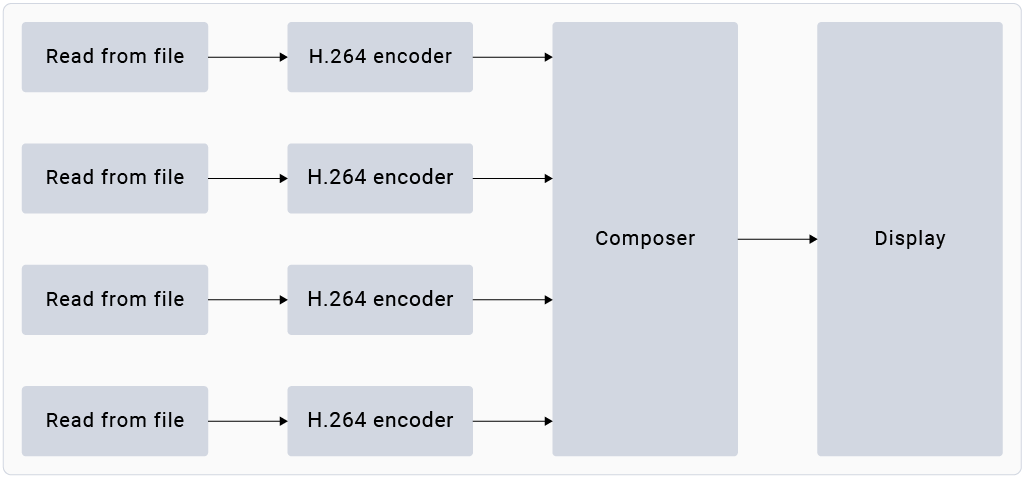 Read from file
H.264 encoder
Read from file
H.264 encoder
Composer
Display
Read from file
H.264 encoder
Read from file
H.264 encoder